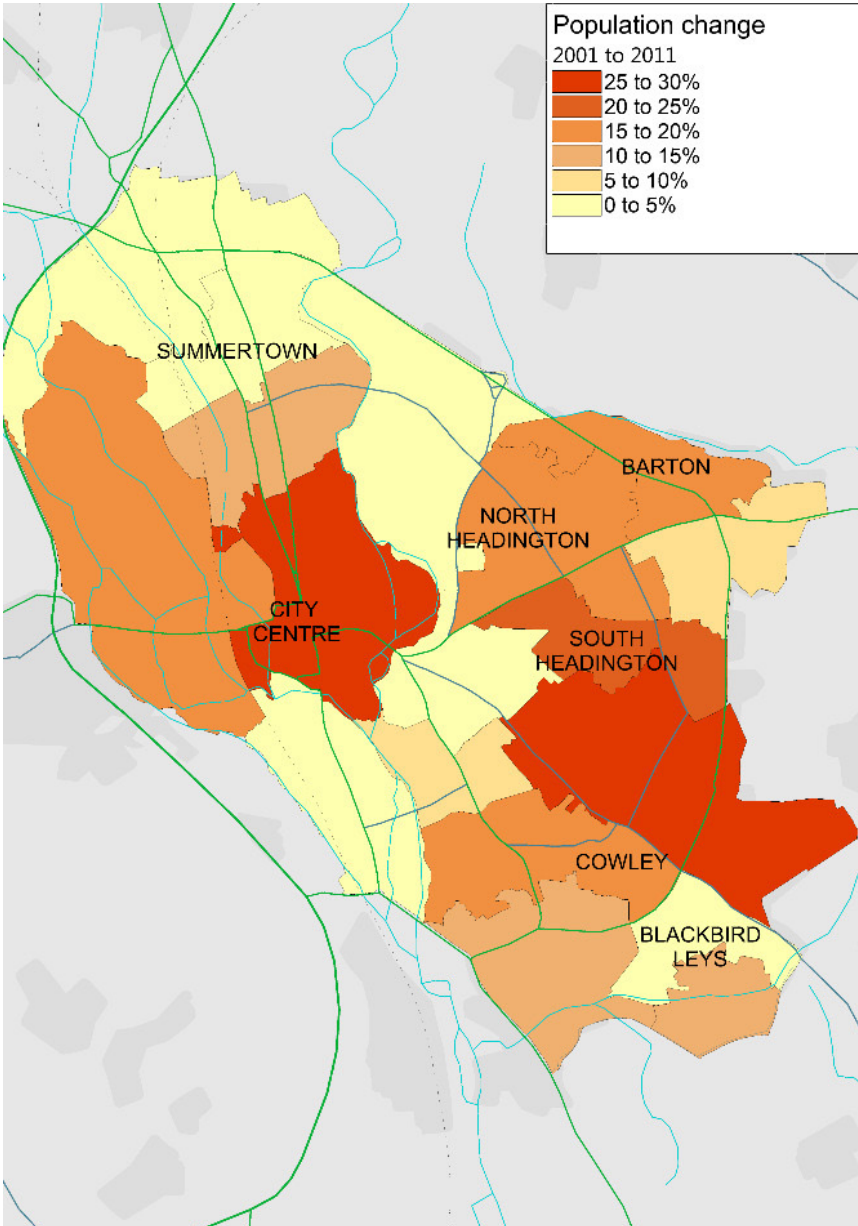 Population change
2001 to 2011
25 to 30%
20 to 25%
15 to 20%
10 to 15%
5 to 10%
0 to 5%
SUMMERTOWN
BARTON
NORTH
HEADINGTON
CITY
CENTRE
SOUTH
HEADINGTON
COWLEY
BLACKBIRD
LEYS